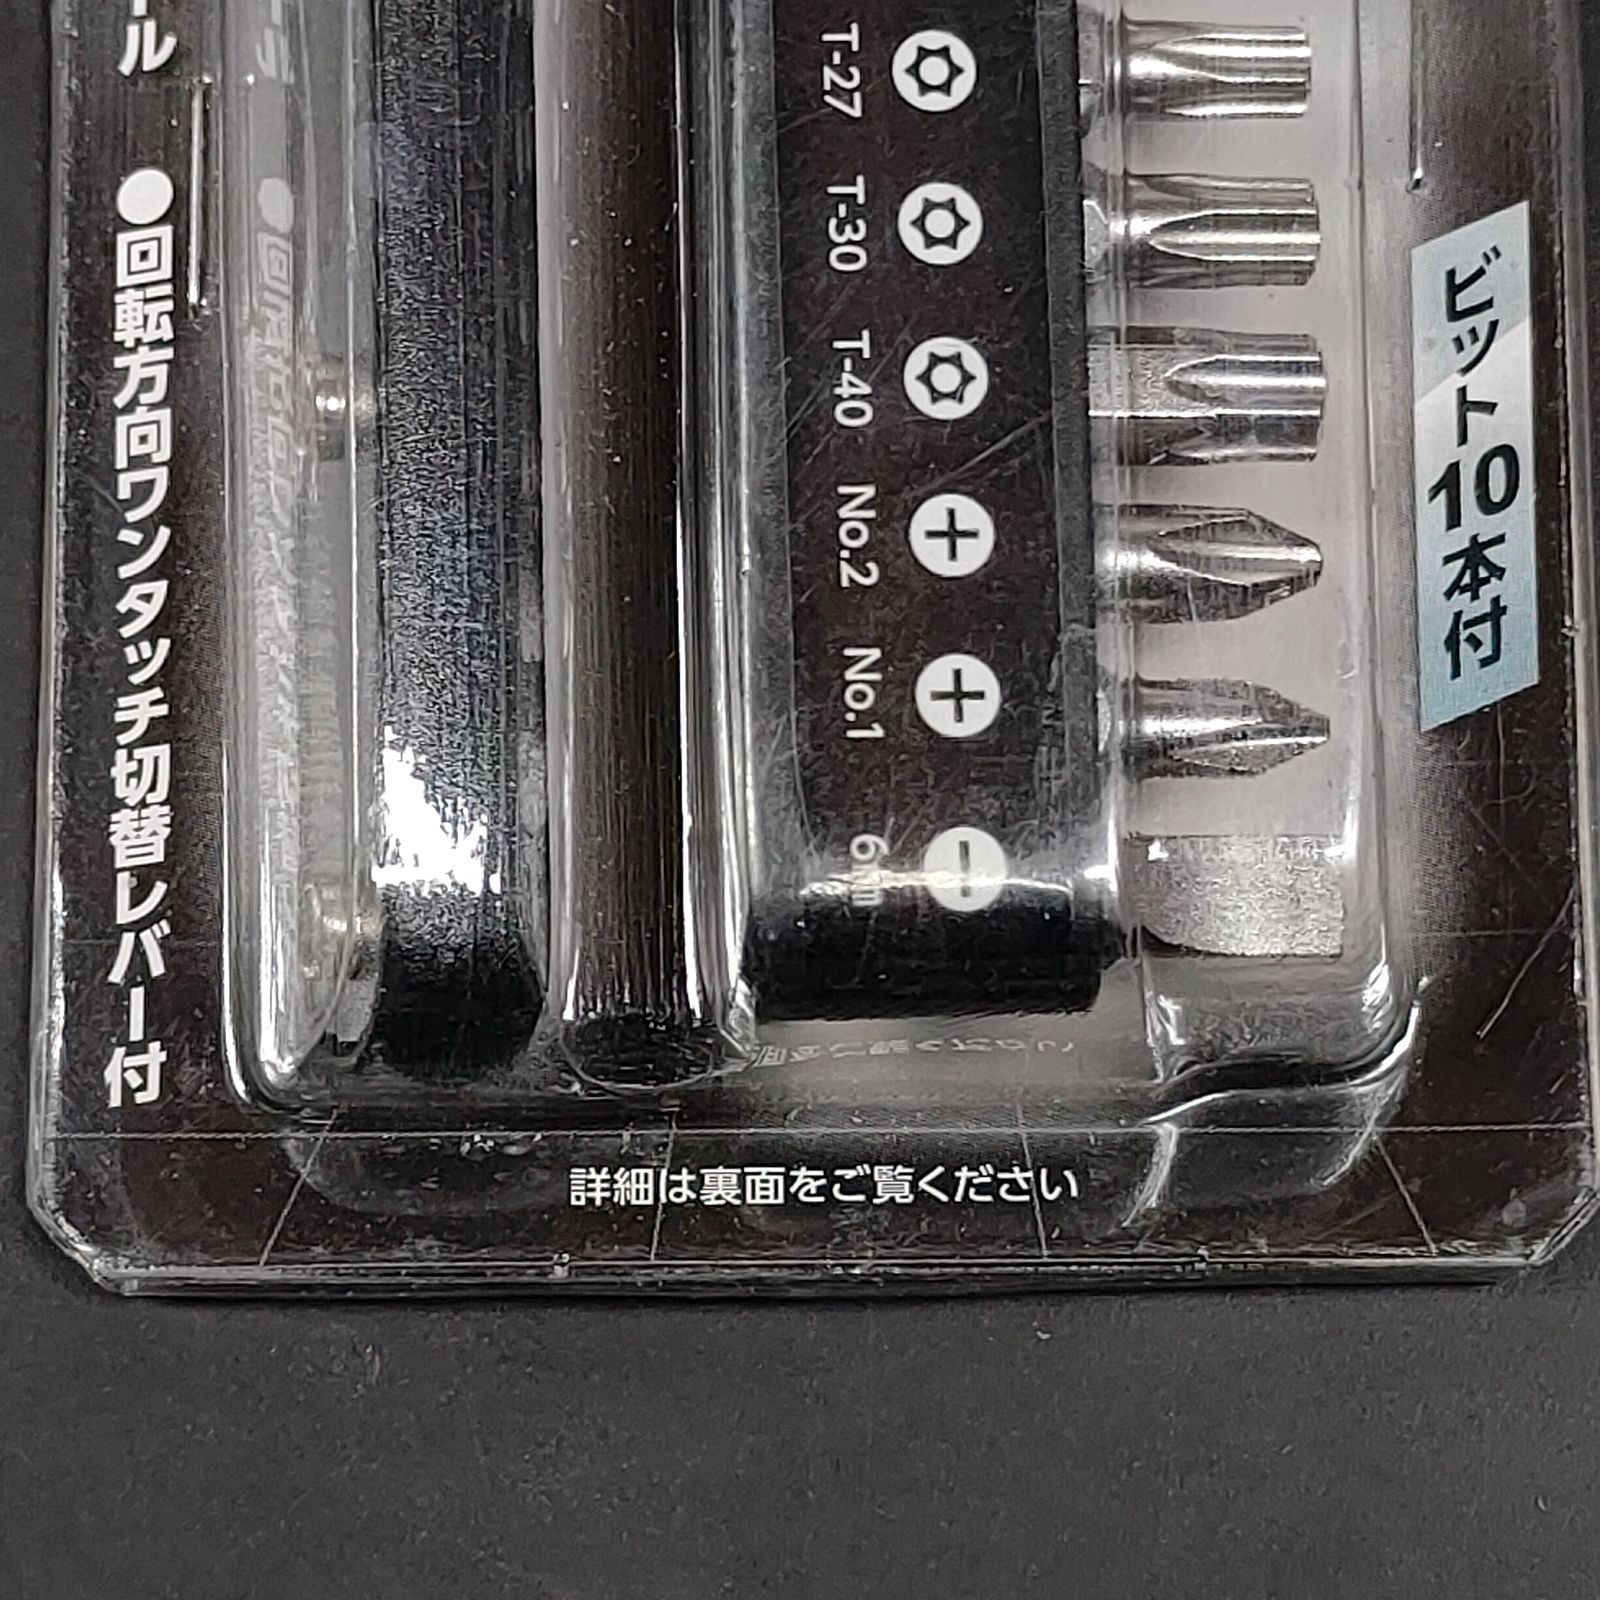 ール
●回転方向ワンタッチ切替レバー付
T-27
T-30
T-40
No.2
No.1
ビット10本付
詳細は裏面をご覧ください